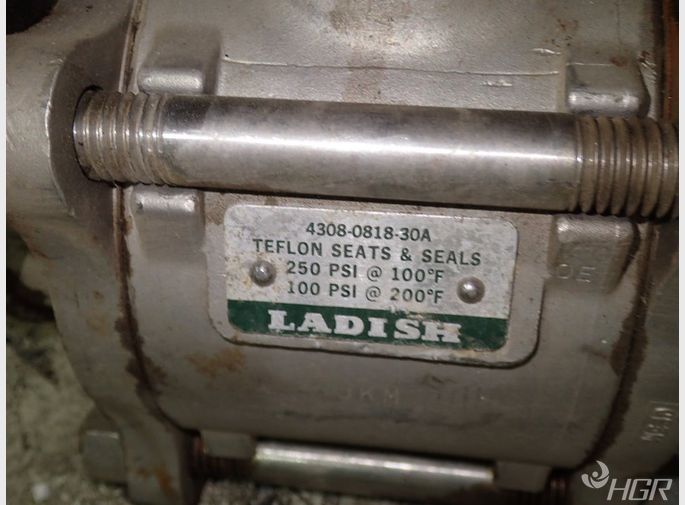 4308-0818-30A
TEFLON SEATS & SEALS
250 PSI @ 100°F
100 PSI @ 200°F
LADISH
HGR